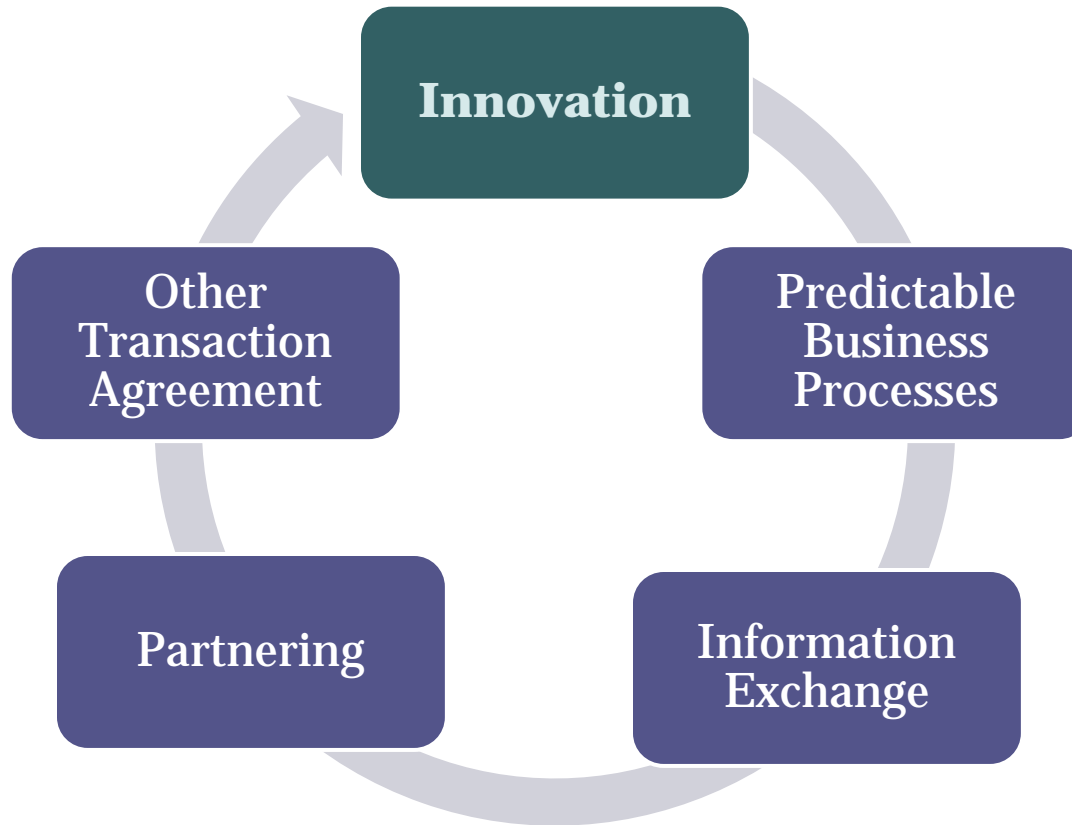 Innovation
Predictable
Business
Processes
Information
Exchange
Partnering
Other
Transaction
Agreement